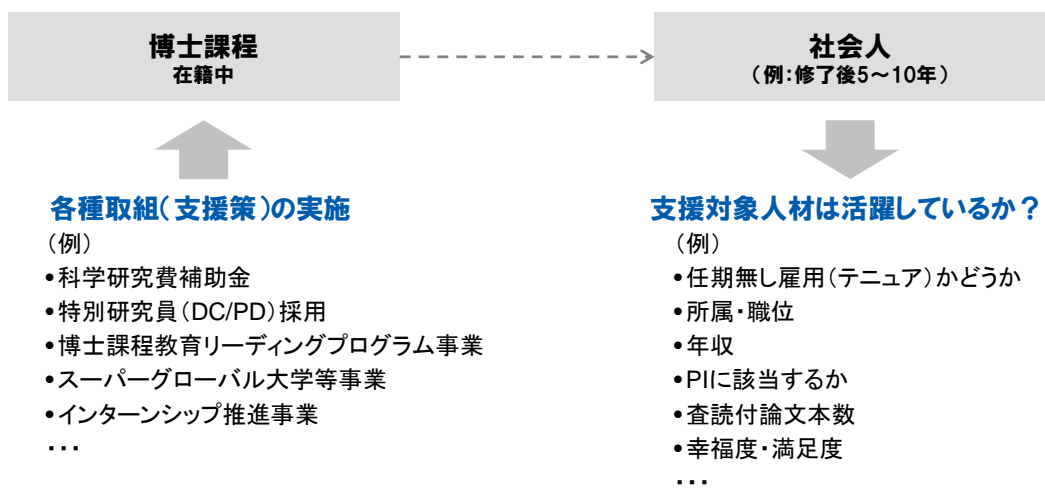 博士課程
在籍中
社会人
（例：修了後5～10年）
各種取組（支援策）の実施
（例）
•科学研究費補助金
•特別研究員（DC/PD）採用
•博士課程教育リーディングプログラム事業
•スーパーグローバル大学等事業
•インターンシップ推進事業
・・・
支援対象人材は活躍しているか？
（例）
•任期無し雇用（テニュア）かどうか
•所属・職位
•年収
•PIに該当するか
•査読付論文本数
•幸福度・満足度
・・・